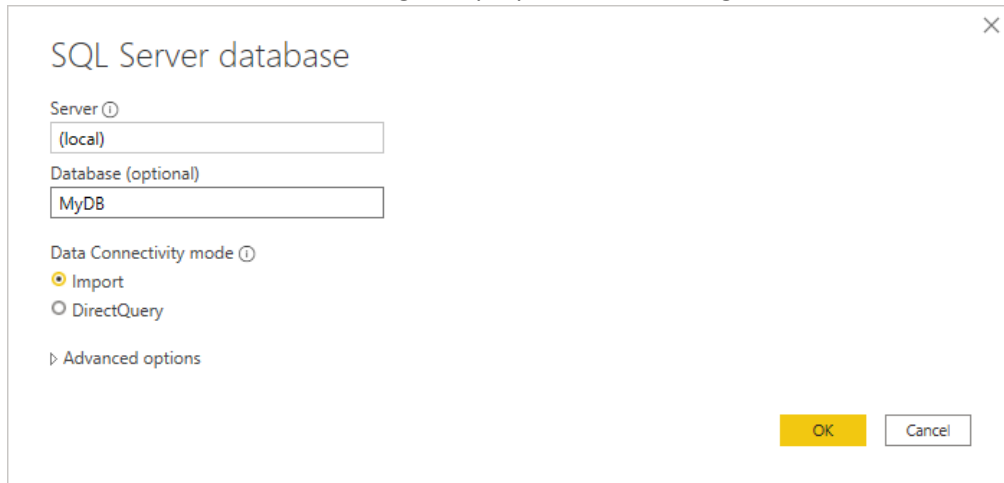 SQL Server database
Server
(local)
Database (optional)
MyDB
Data Connectivity mode
Import
DirectQuery
Advanced options
OK
Cancel